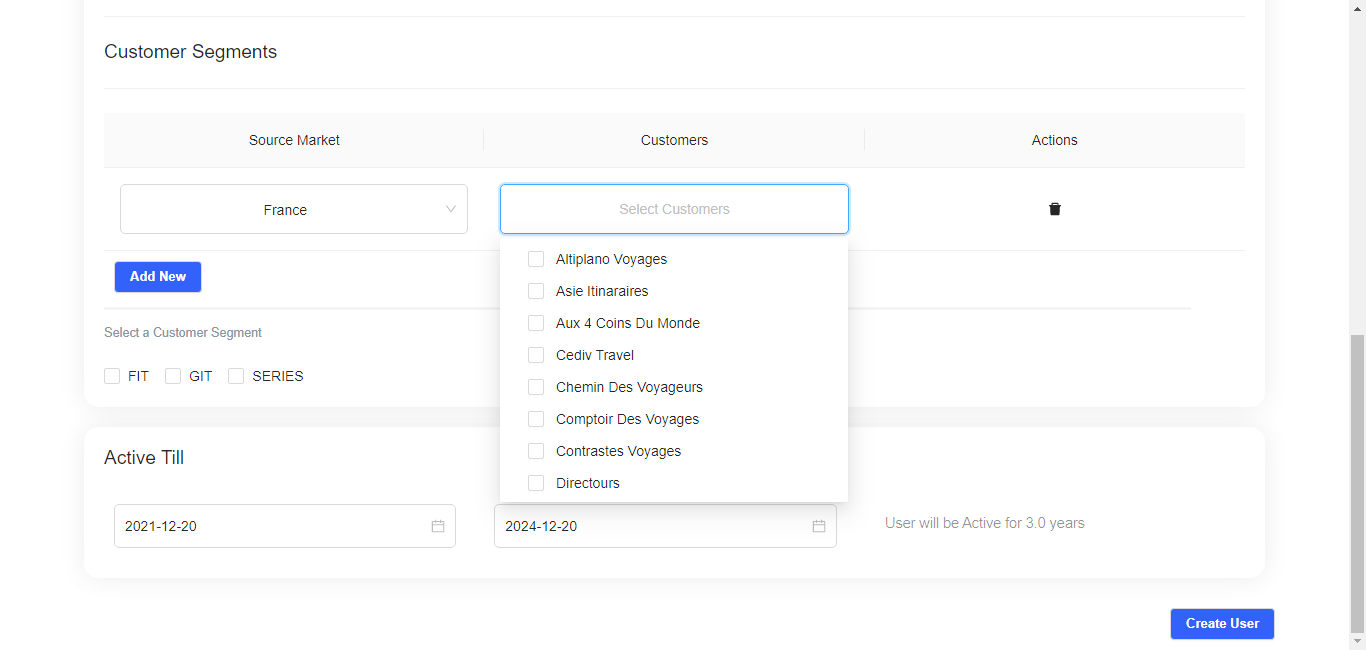 Customer Segments
Source Market Customers Actions
France Select Customers
Altiplano Voyages
Asie Itinaraires
Aux 4 Coins Du Monde
Cediv Travel
Chemin Des Voyageurs
Comptoir Des Voyages
Contrastes Voyages
Directours
Add New
Select a Customer Segment
FIT GIT SERIES
Active Till
2021-12-20 2024-12-20 User will be Active for 3.0 years
Create User